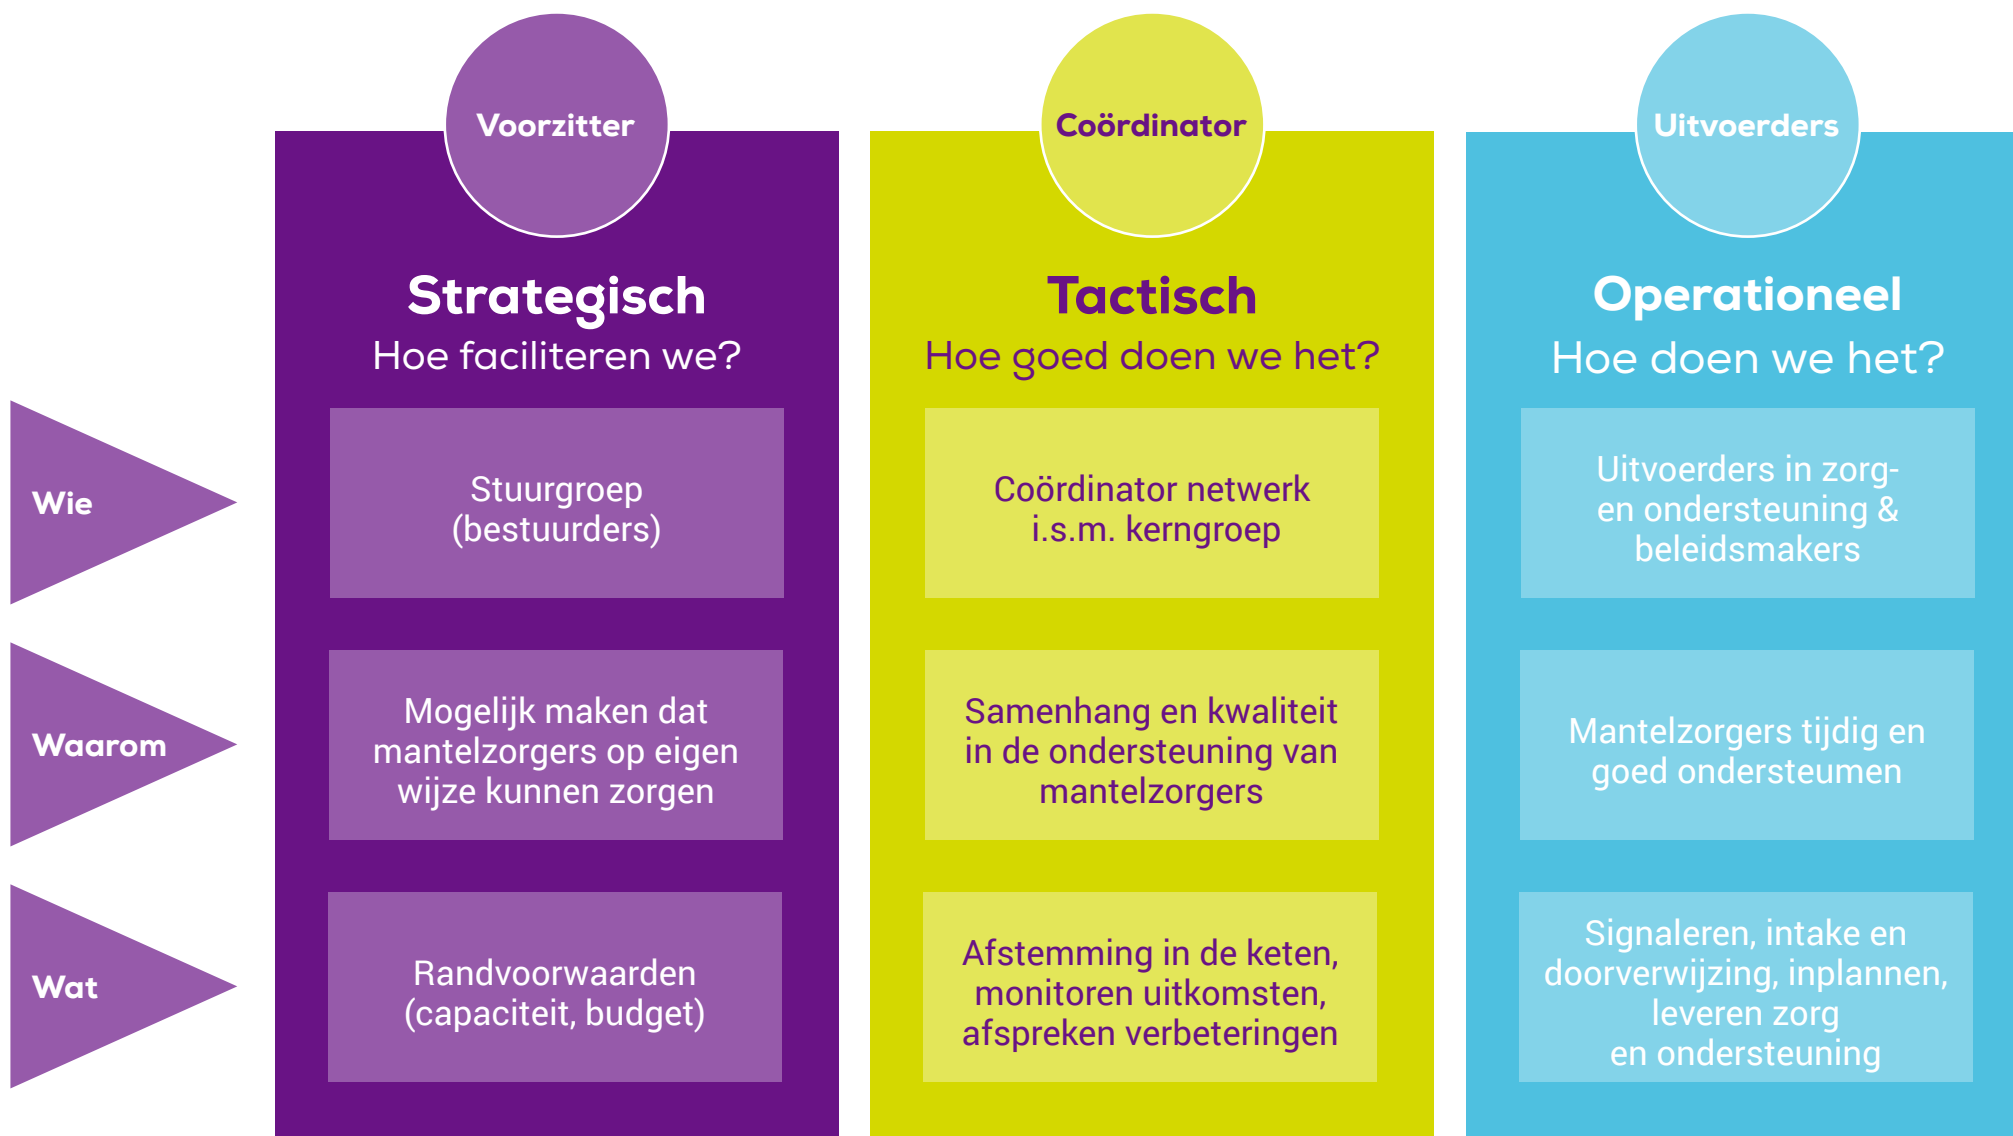 Voorzitter
Coördinator
Uitvoerders
Strategisch
Hoe faciliteren we?
Tactisch
Hoe goed doen we het?
Operationeel
Hoe doen we het?
Wie
Stuurgroep
(bestuurders)
Coördinator netwerk
i.s.m. kerngroep
Uitvoerders in zorg-
en ondersteuning &
beleidsmakers
Waarom
Mogelijk maken dat
mantelzorgers op eigen
wijze kunnen zorgen
Samenhang en kwaliteit
in de ondersteuning van
mantelzorgers
Mantelzorgers tijdig en
goed ondersteumen
Wat
Randvoorwaarden
(capaciteit, budget)
Afstemming in de keten,
monitoren uitkomsten,
afspreken verbeteringen
Signaleren, intake en
doorverwijzing, inplannen,
leveren zorg
en ondersteuning